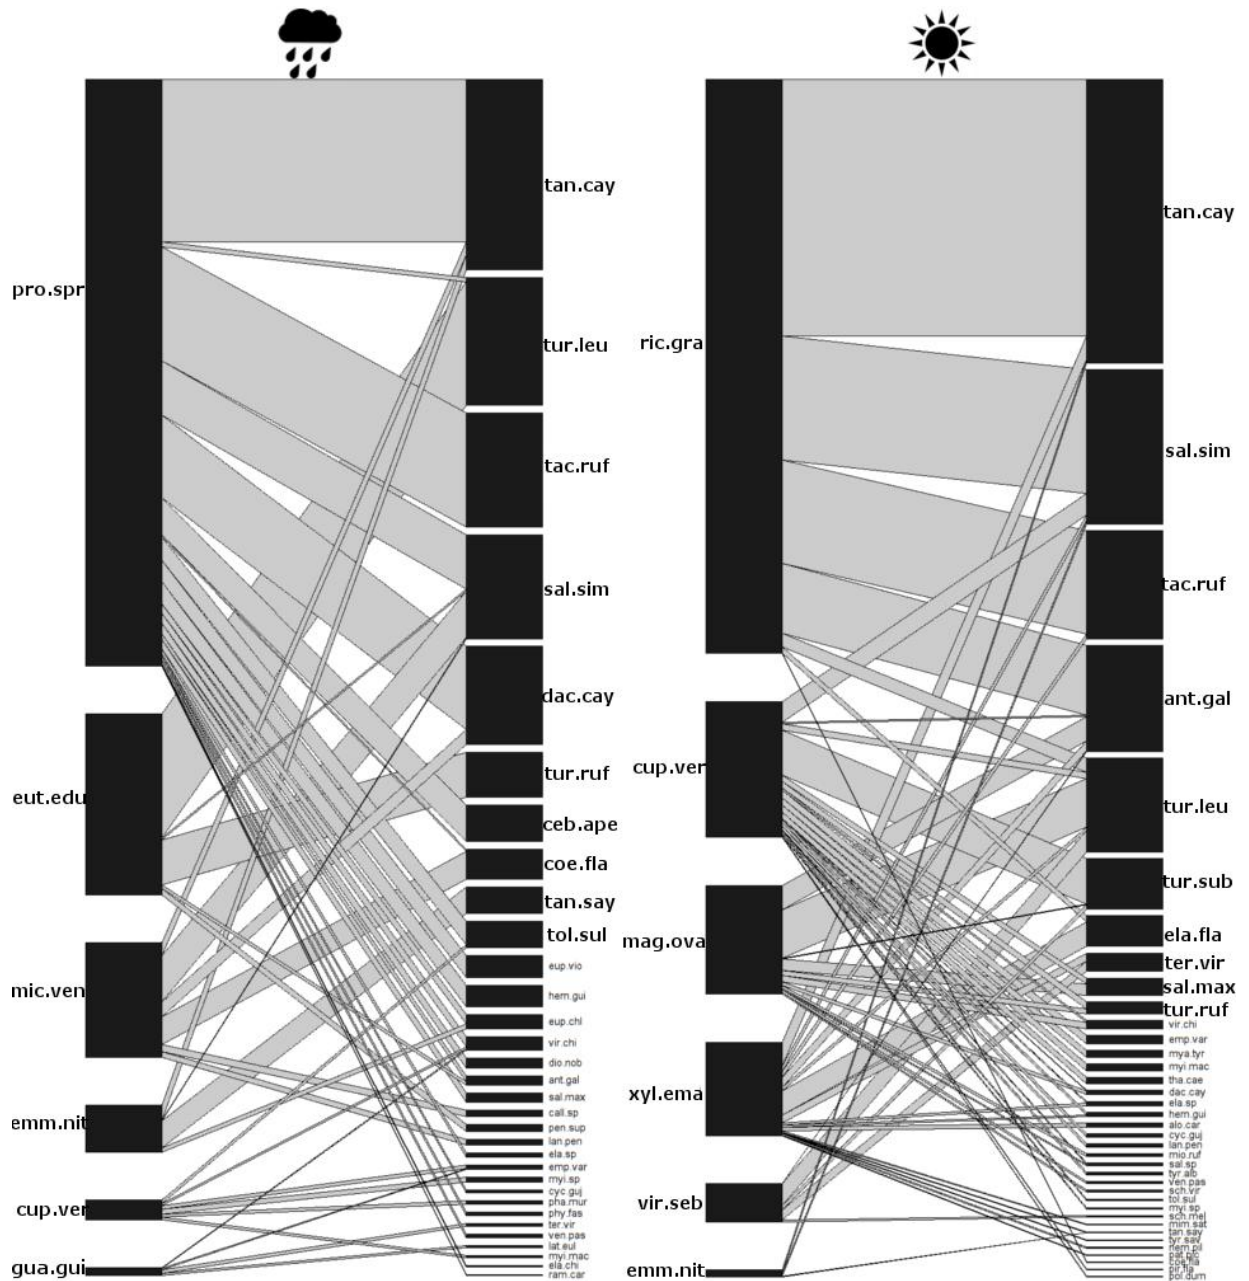 pro.spr
eut.edu
mic.ven
emm.nit
cup.ver
gua.gui
tan.cay
tur.leu
tac.ruf
sal.sim
dac.cay
tur.ruf
ceb.ape
coe.fla
tan.say
tol.sul
eup.vio
hem.gui
eup.chl
vir.chi
dio.nob
ant.gal
sal.max
call.sp
pen.sup
lan.pen
ela.sp
emp.var
myi.sp
cyc.guj
pha.mur
phy.fas
ter.vir
ven.pas
lat.eul
myi.mac
ela.chi
ram.car
ric.gra
cup.ver
mag.ova
xyl.ema
vir.seb
emm.nit
tan.cay
sal.sim
tac.ruf
ant.gal
tur.leu
tur.sub
ela.fla
ter.vir
sal.max
tur.ruf
vir.chi
emp.var
mya.tyr
myi.mac
tha.cae
dac.cay
ela.sp
hem.gui
alo.car
cyc.guj
lan.pen
mio.ruf
sal.sp
tyr.alb
ven.pas
sch.vir
tol.sul
myi.sp
sch.mel
mim.sat
tan.say
tyr.sav
hem.pil
pat.pic
coe.fla
pir.fla